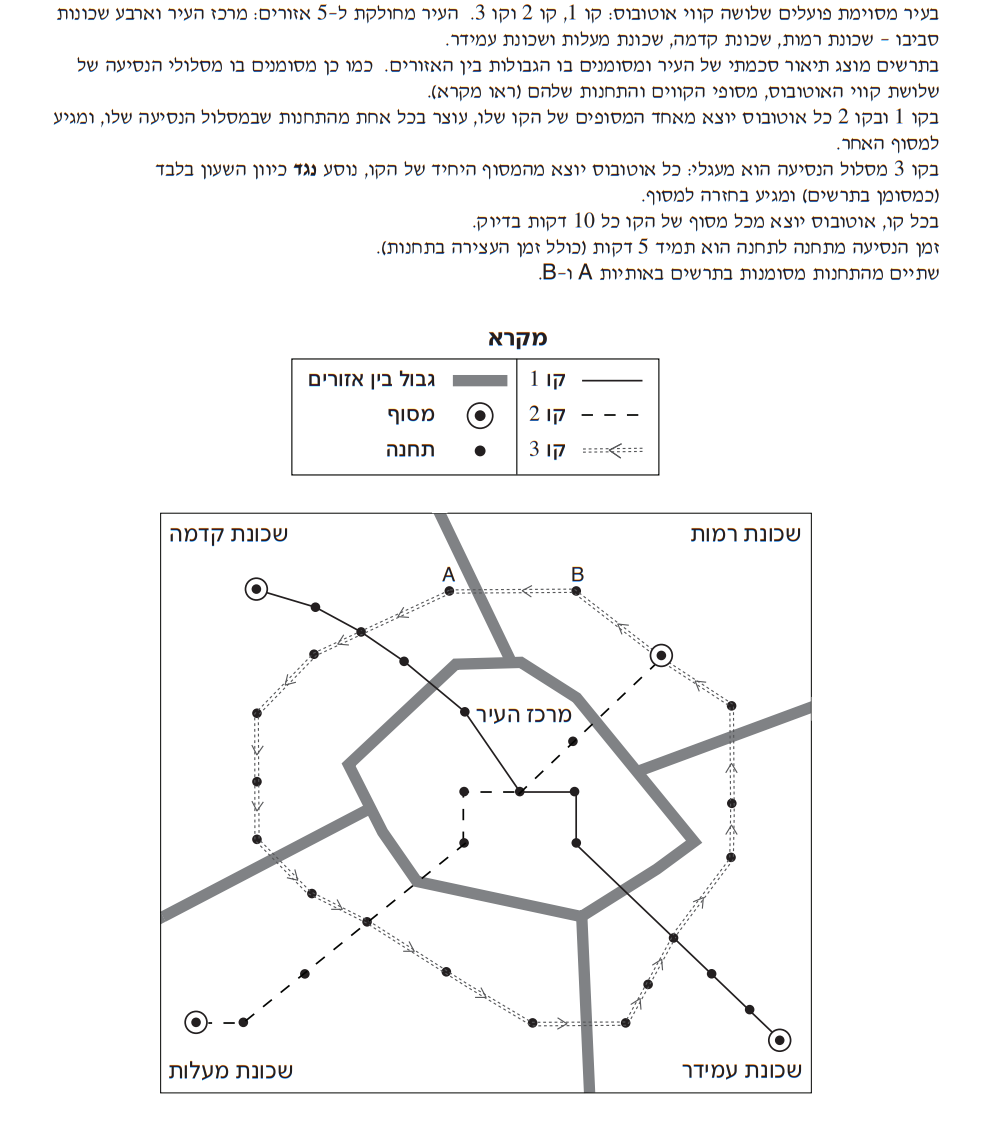 בעיר מסוימת פועלים שלושה קווי אוטובוס: קו 1, קו 2 וקו 3. העיר מחולקת ל-5 אזורים: מרכז העיר וארבע שכונות
סביבו - שכונת רמות, שכונת קדמה, שכונת מעלות ושכונת עמידר.
בתרשים מוצג תיאור סכמתי של העיר ומסומנים בו הגבולות בין האזורים. כמו כן מסומנים בו מסלולי הנסיעה של
שלושת קווי האוטובוס, מסופי הקווים והתחנות שלהם (ראו מקרא).
בקו 1 ובקו 2 כל אוטובוס יוצא מאחד המסופים של הקו שלו, עוצר בכל אחת מהתחנות שבמסלול הנסיעה שלו, ומגיע
למסוף האחר.
בקו 3 מסלול הנסיעה הוא מעגלי: כל אוטובוס יוצא מהמסוף היחיד של הקו, נוסע נגד כיוון השעון בלבד
(כמסומן בתרשים) ומגיע בחזרה למסוף.
בכל קו, אוטובוס יוצא מכל מסוף של הקו כל 10 דקות בדיוק.
זמן הנסיעה מתחנה לתחנה הוא תמיד 5 דקות (כולל זמן העצירה בתחנות).
שתיים מהתחנות מסומנות בתרשים באותיות A ו-B.
מקרא
קו 1 גבול בין אזורים
קו 2 מסוף
קו 3 תחנה
שכונת רמות שכונת קדמה
A B
מרכז העיר
שכונת עמידר שכונת מעלות